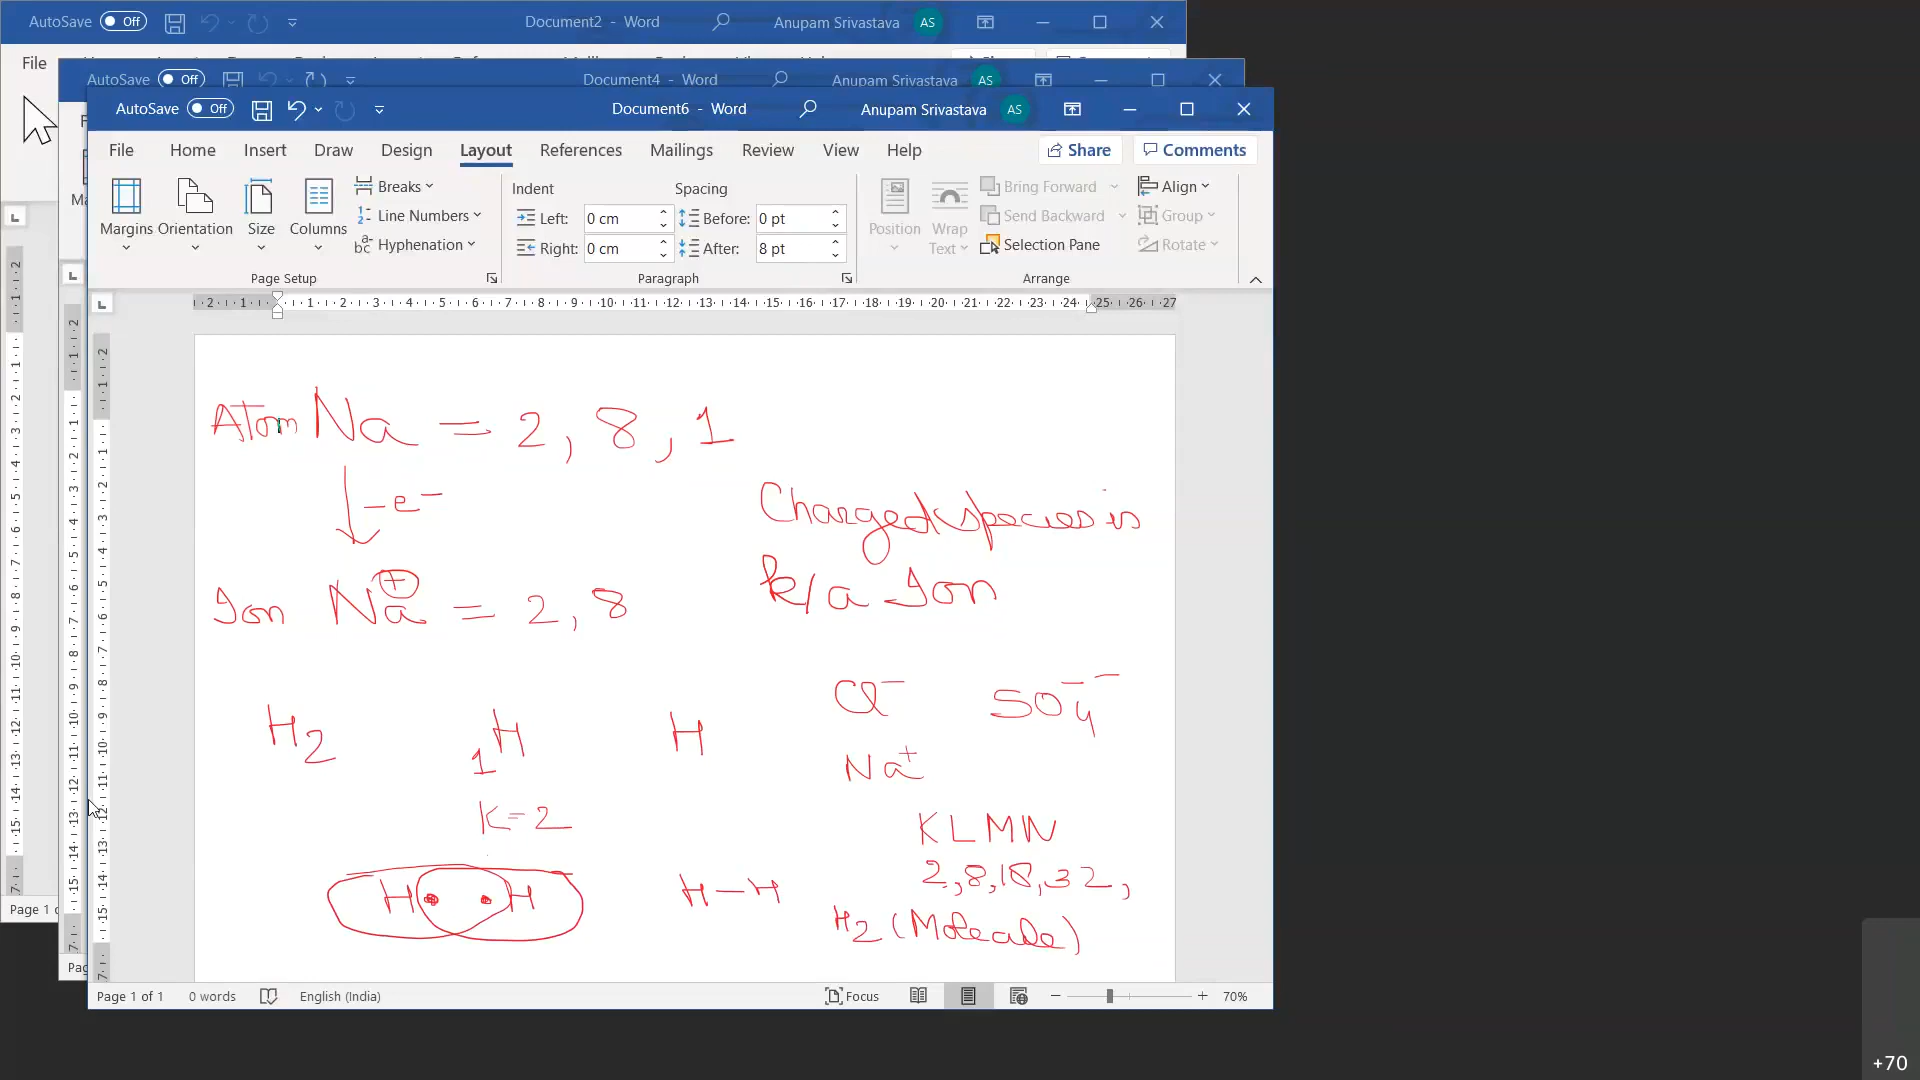 AutoSave Off Document2 - Word Anupam Srivastava AS
File
AutoSave Off Document4 - Word Anupam Srivastava AS
AutoSave Off Document6 - Word Anupam Srivastava AS
File Home Insert Draw Design Layout References Mailings Review View Help Share Comments
Margins Orientation Size Columns
Breaks
Line Numbers
Hyphenation
Page Setup
Indent Spacing
Left: 0 cm Before: 0 pt
Right: 0 cm After: 8 pt
Paragraph
Position Wrap Text
Bring Forward
Send Backward
Selection Pane
Align
Group
Rotate
Arrange
Atom Na = 2, 8, 1
-e⁻
Charged species is
k/a Ion
Ion Na⁺ = 2, 8
Cl⁻ SO₄⁻⁻
H₂ ₁H H
Na⁺
K=2
K L M N
2, 8, 18, 32,
H H H-H
H₂ (Molecule)
Page 1 of 1 0 words English (India) Focus 70%
+70